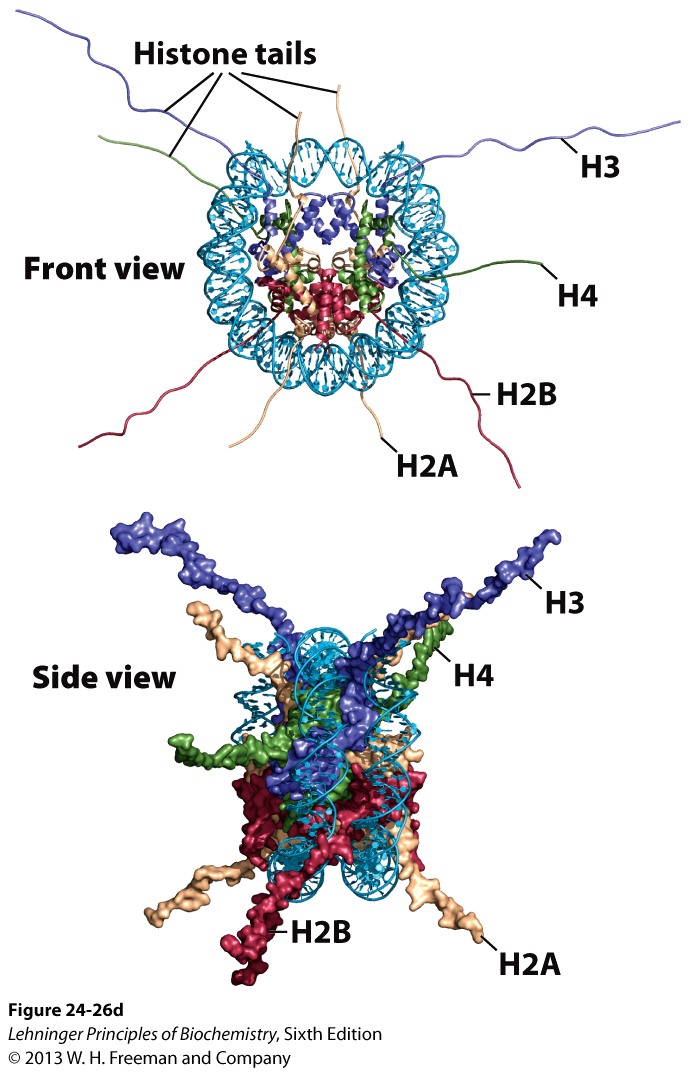 Histone tails
H3
Front view
H4
H2B
H2A
H3
Side view
H4
H2B
H2A
Figure 24-26d
Lehninger Principles of Biochemistry, Sixth Edition
© 2013 W. H. Freeman and Company